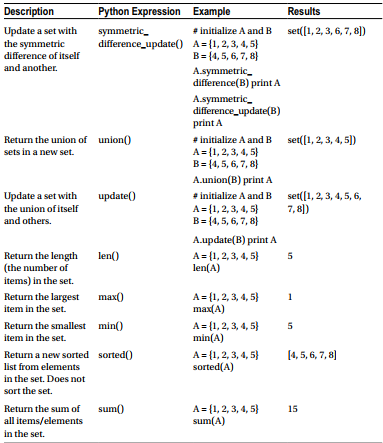 Description Python Expression Example Results
Update a set with symmetric_ # initialize A and B set([1, 2, 3, 6, 7, 8])
the symmetric difference_update() A = {1, 2, 3, 4, 5}
difference of itself B = {4, 5, 6, 7, 8}
and another. A.symmetric_
difference(B) print A
A.symmetric_
difference_update(B)
print A
Return the union of union() # initialize A and B set([1, 2, 3, 4, 5])
sets in a new set. A = {1, 2, 3, 4, 5}
B = {4, 5, 6, 7, 8}
A.union(B) print A
Update a set with update() # initialize A and B set([1, 2, 3, 4, 5, 6,
the union of itself A = {1, 2, 3, 4, 5} 7, 8])
and others. B = {4, 5, 6, 7, 8}
A.update(B) print A
Return the length len() A = {1, 2, 3, 4, 5} 5
(the number of len(A)
items) in the set.
Return the largest max() A = {1, 2, 3, 4, 5} 1
item in the set. max(A)
Return the smallest min() A = {1, 2, 3, 4, 5} 5
item in the set. min(A)
Return a new sorted sorted() A = {1, 2, 3, 4, 5} [4, 5, 6, 7, 8]
list from elements sorted(A)
in the set. Does not
sort the set.
Return the sum of sum() A = {1, 2, 3, 4, 5} 15
all items/elements sum(A)
in the set.